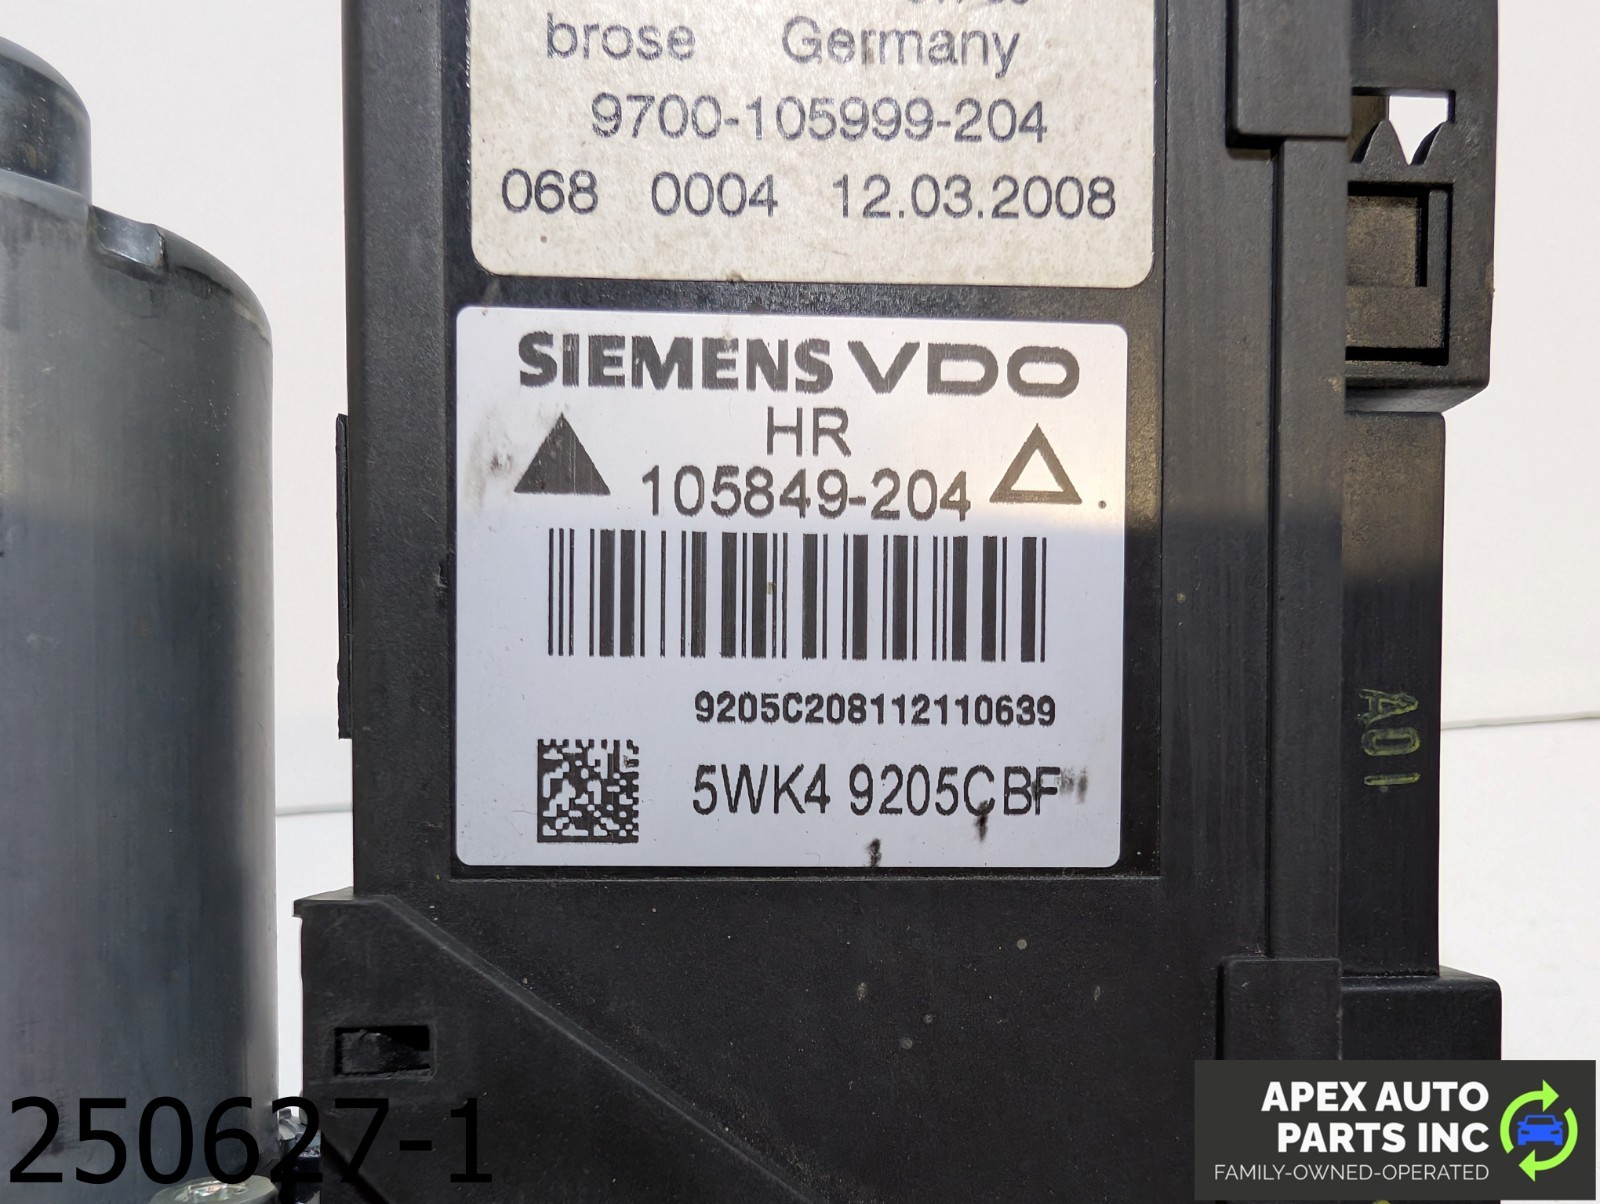 brose Germany
9700-105999-204
068 0004 12.03.2008
SIEMENS VDO
HR
105849-204
9205C208112110639
5WK4 9205CBF
A01
250627-1
APEX AUTO
PARTS INC
FAMILY-OWNED-OPERATED